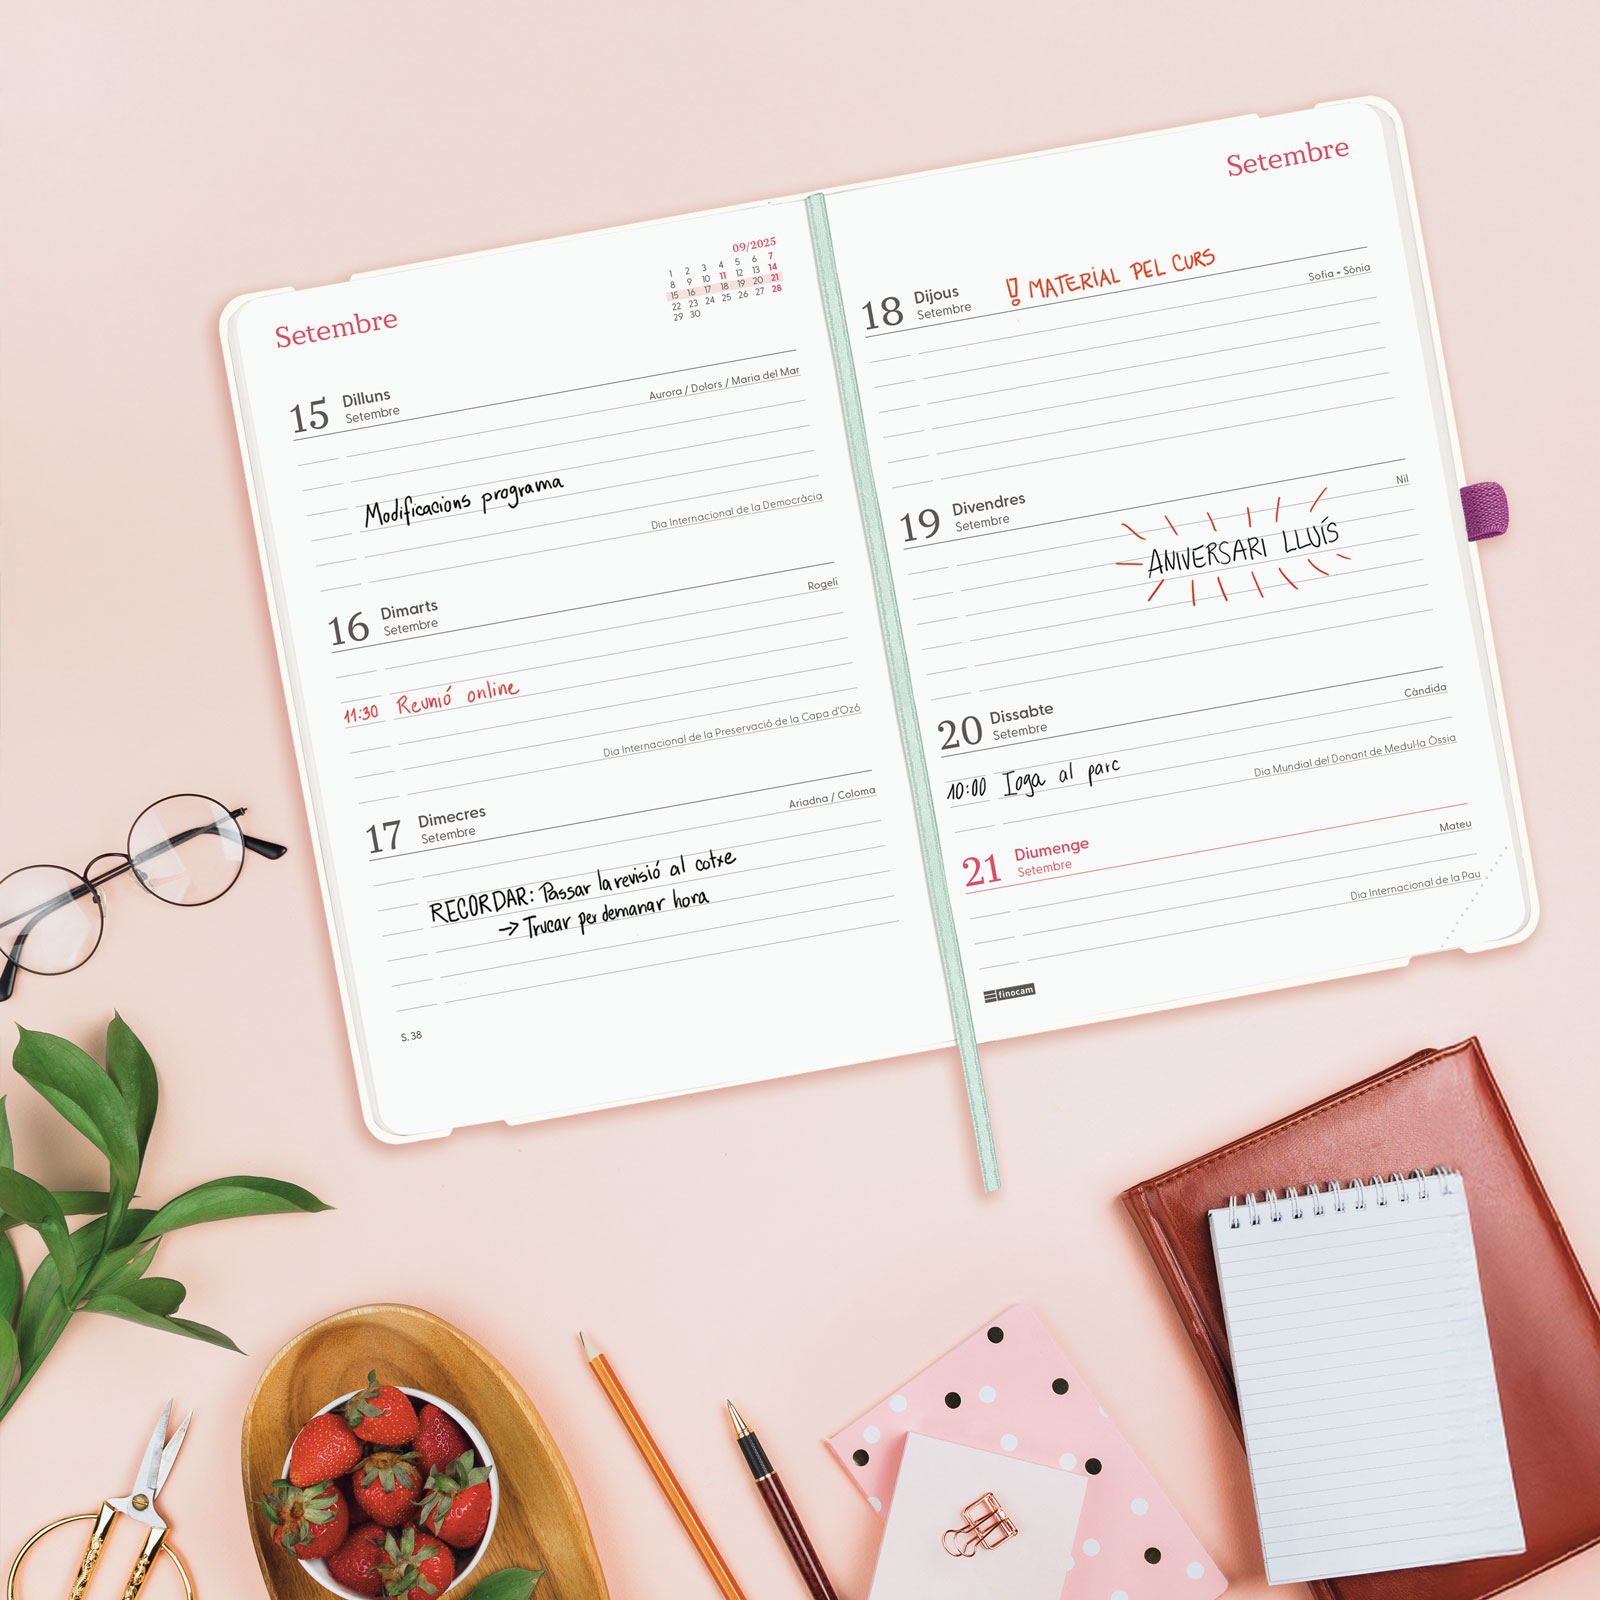 Setembre
09/2025
1 2 3 4 5 6 7
8 9 10 11 12 13 14
15 16 17 18 19 20 21
22 23 24 25 26 27 28
29 30
15 Dilluns
Setembre
Aurora / Dolors / Maria del Mar
Modificacions programa
Dia Internacional de la Democràcia
16 Dimarts
Setembre
Rogeli
11:30 Reunió online
Dia Internacional de la Preservació de la Capa d'Ozó
17 Dimecres
Setembre
Ariadna / Coloma
RECORDAR: Passar la revisió al cotxe
→ Trucar per demanar hora
S. 38
Setembre
18 Dijous
Setembre
!! MATERIAL PEL CURS
Sofia • Sònia
19 Divendres
Setembre
Nil
ANIVERSARI LLUÍS
20 Dissabte
Setembre
Càndida
10:00 Ioga al parc
Dia Mundial del Donant de Medul·la Òssia
21 Diumenge
Setembre
Mateu
Dia Internacional de la Pau
finocam